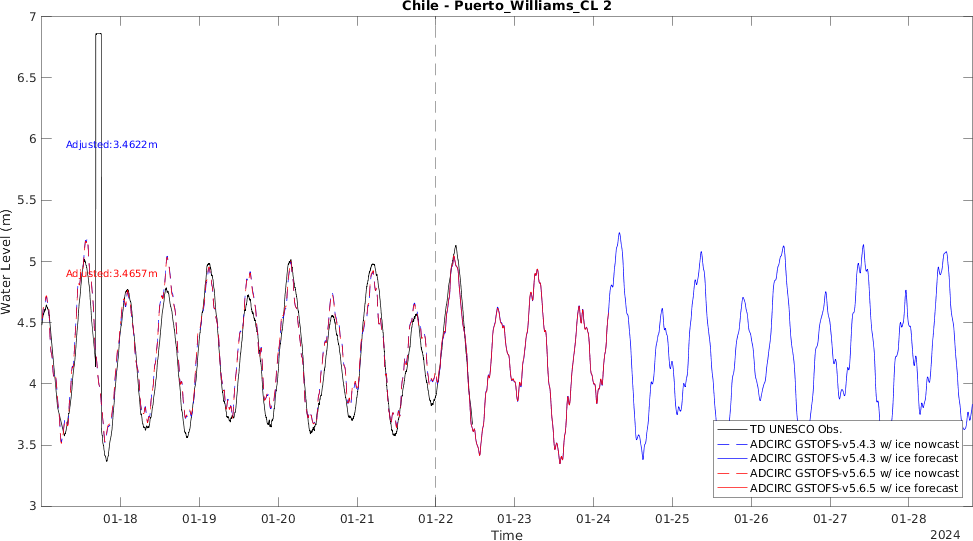 Chile - Puerto_Williams_CL 2
7
6.5
6
5.5
5
4.5
4
3.5
3
Water Level (m)
Adjusted:3.4622m
Adjusted:3.4657m
TD UNESCO Obs.
ADCIRC GSTOFS-v5.4.3 w/ ice nowcast
ADCIRC GSTOFS-v5.4.3 w/ ice forecast
ADCIRC GSTOFS-v5.6.5 w/ ice nowcast
ADCIRC GSTOFS-v5.6.5 w/ ice forecast
01-18 01-19 01-20 01-21 01-22 01-23 01-24 01-25 01-26 01-27 01-28
Time
2024